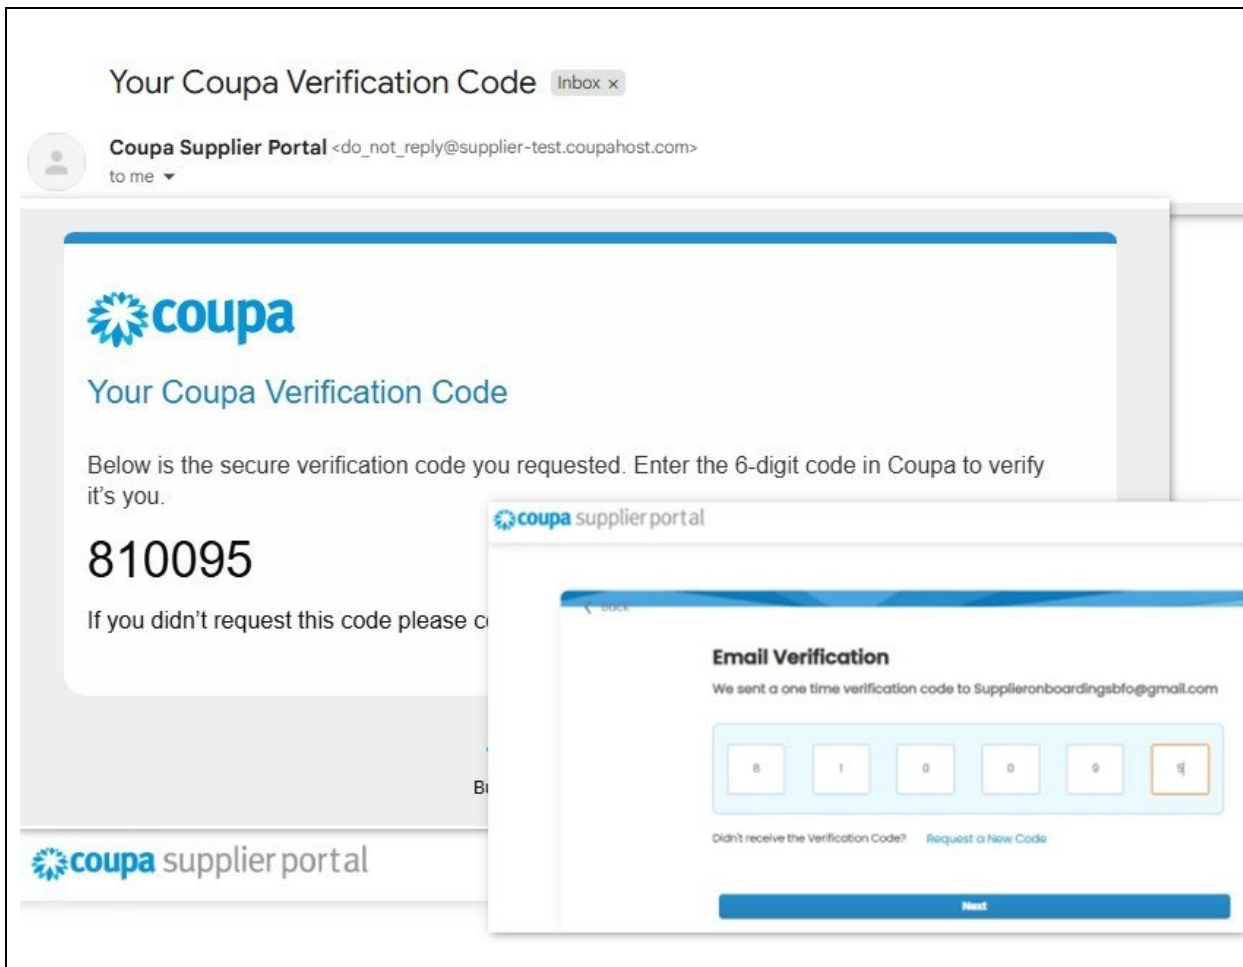 Your Coupa Verification Code Inbox x
Coupa Supplier Portal <do_not_reply@supplier-test.coupahost.com>
to me
coupa
Your Coupa Verification Code
Below is the secure verification code you requested. Enter the 6-digit code in Coupa to verify
it's you.
810095
If you didn't request this code please
coupa supplier portal
Back
Email Verification
We sent a one time verification code to Supplieronboardingsbfo@gmail.com
8 1 0 0 9 5
Didn't receive the Verification Code? Request a New Code
Next
coupa supplier portal